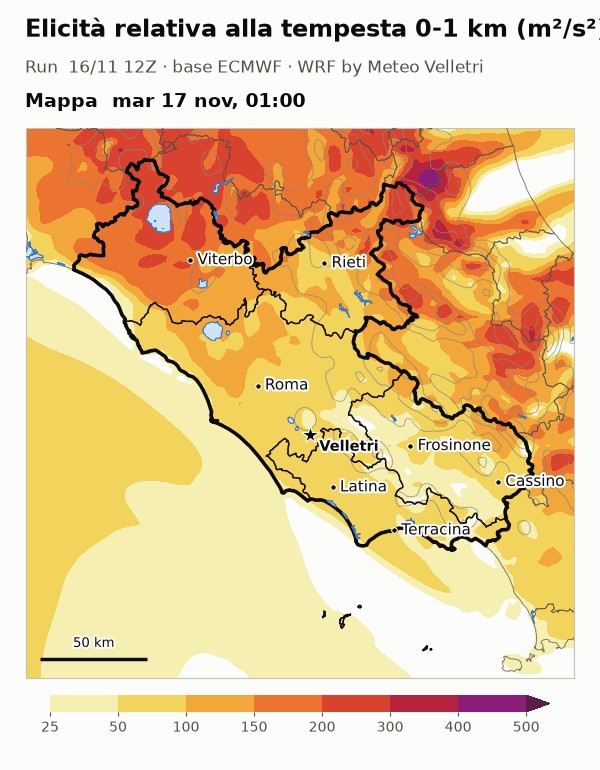 Elicità relativa alla tempesta 0-1 km (m²/s²)
Run 16/11 12Z · base ECMWF · WRF by Meteo Velletri
Mappa mar 17 nov, 01:00
Viterbo
Rieti
Roma
Velletri
Frosinone
Cassino
Latina
Terracina
50 km
25 50 100 150 200 300 400 500